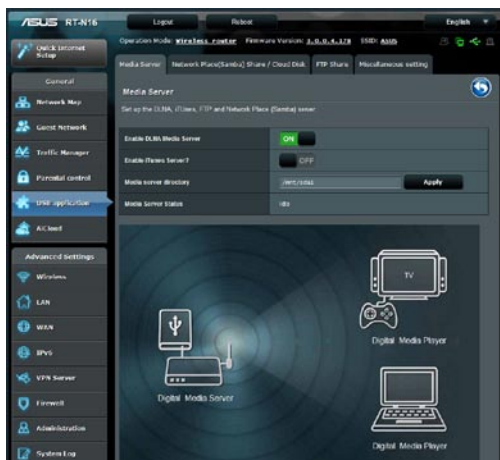 ASUS RT-N16
Logout
Reboot
English
Quick Internet
Setup
Operation Mode: Wireless router Firmware Version: 3.0.0.4.178 SSID: ASUS
Media Server
Network Place(Samba) Share / Cloud Disk
FTP Share
Miscellaneous setting
General
Network Map
Guest Network
Traffic Manager
Parental control
USB application
AiCloud
Advanced Settings
Wireless
LAN
WAN
IPv6
VPN Server
Firewall
Administration
System Log
Media Server
Set up the DLNA, iTunes, FTP and Network Place (Samba) server.
Enable DLNA Media Server
ON
Enable iTunes Server?
OFF
Media server directory
/mnt/sda1
Apply
Media Server Status
Idle
TV
Digital Media Player
Digital Media Server
Digital Media Player